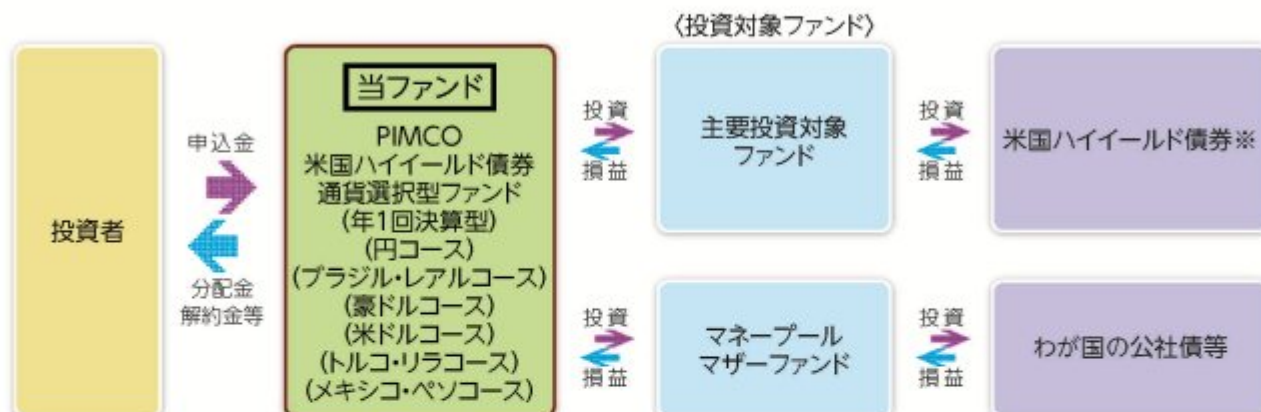 〈投資対象ファンド〉
投資者
申込金
分配金
解約金等
当ファンド
PIMCO
米国ハイイールド債券
通貨選択型ファンド
(年1回決算型)
(円コース)
(ブラジル・レアルコース)
(豪ドルコース)
(米ドルコース)
(トルコ・リラコース)
(メキシコ・ペソコース)
投資
損益
主要投資対象
ファンド
投資
損益
米国ハイイールド債券※
投資
損益
マネープール
マザーファンド
投資
損益
わが国の公社債等